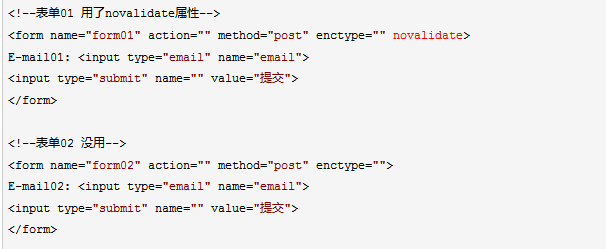 <!--表单01 用了novalidate属性-->
<form name="form01" action="" method="post" enctype="" novalidate>
E-mail01: <input type="email" name="email">
<input type="submit" name="" value="提交">
</form>
<!--表单02 没用-->
<form name="form02" action="" method="post" enctype="">
E-mail02: <input type="email" name="email">
<input type="submit" name="" value="提交">
</form>